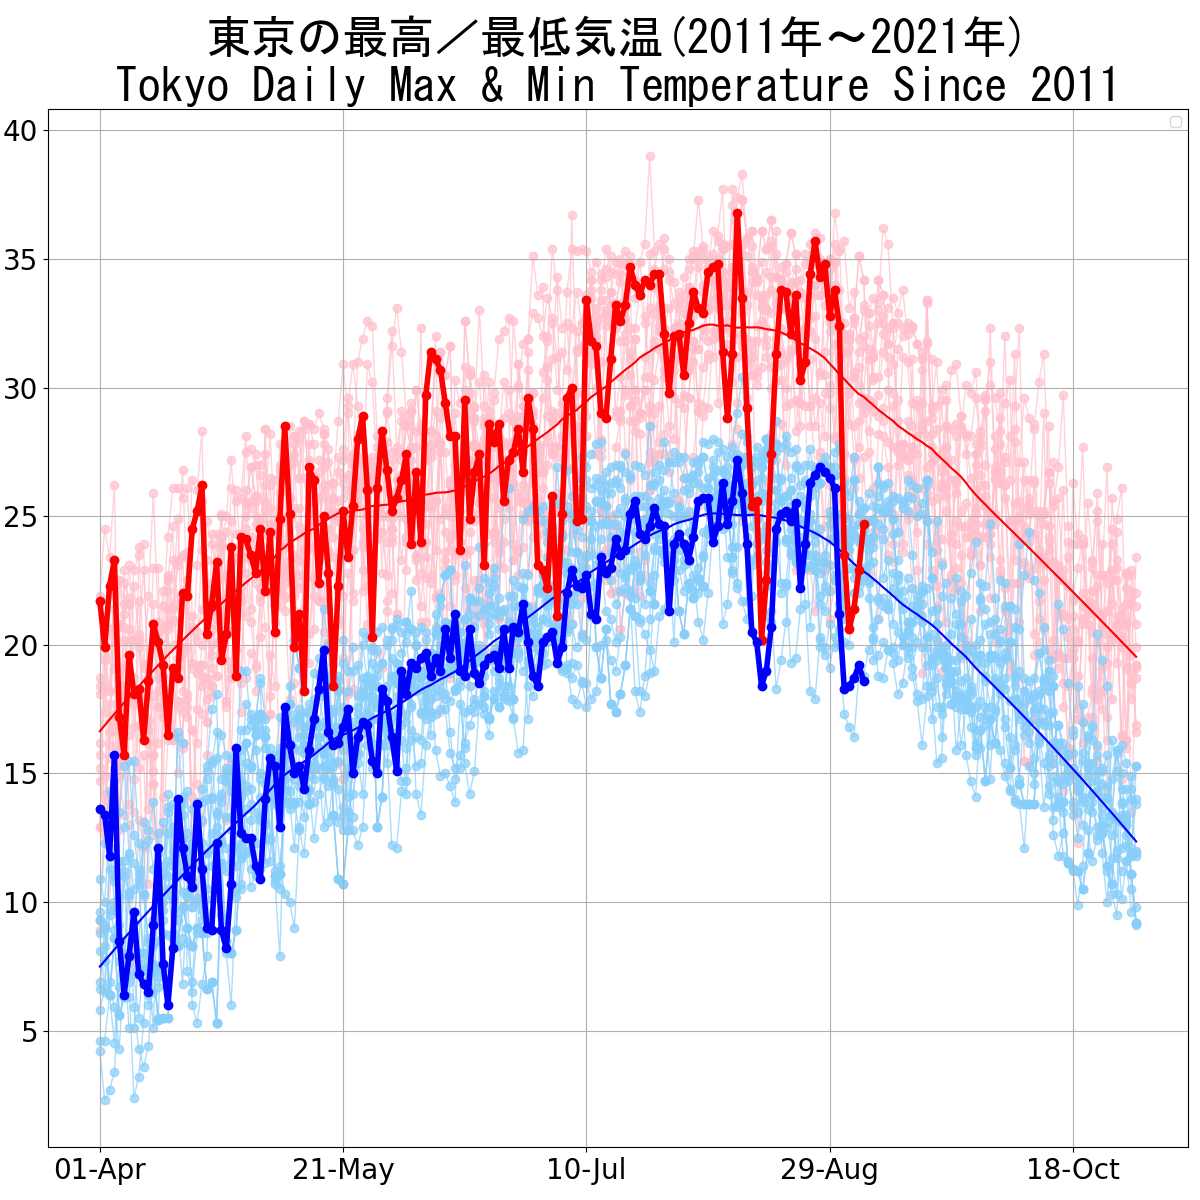 東京の最高／最低気温(2011年～2021年)
Tokyo Daily Max & Min Temperature Since 2011
40
35
30
25
20
15
10
5
01-Apr 21-May 10-Jul 29-Aug 18-Oct